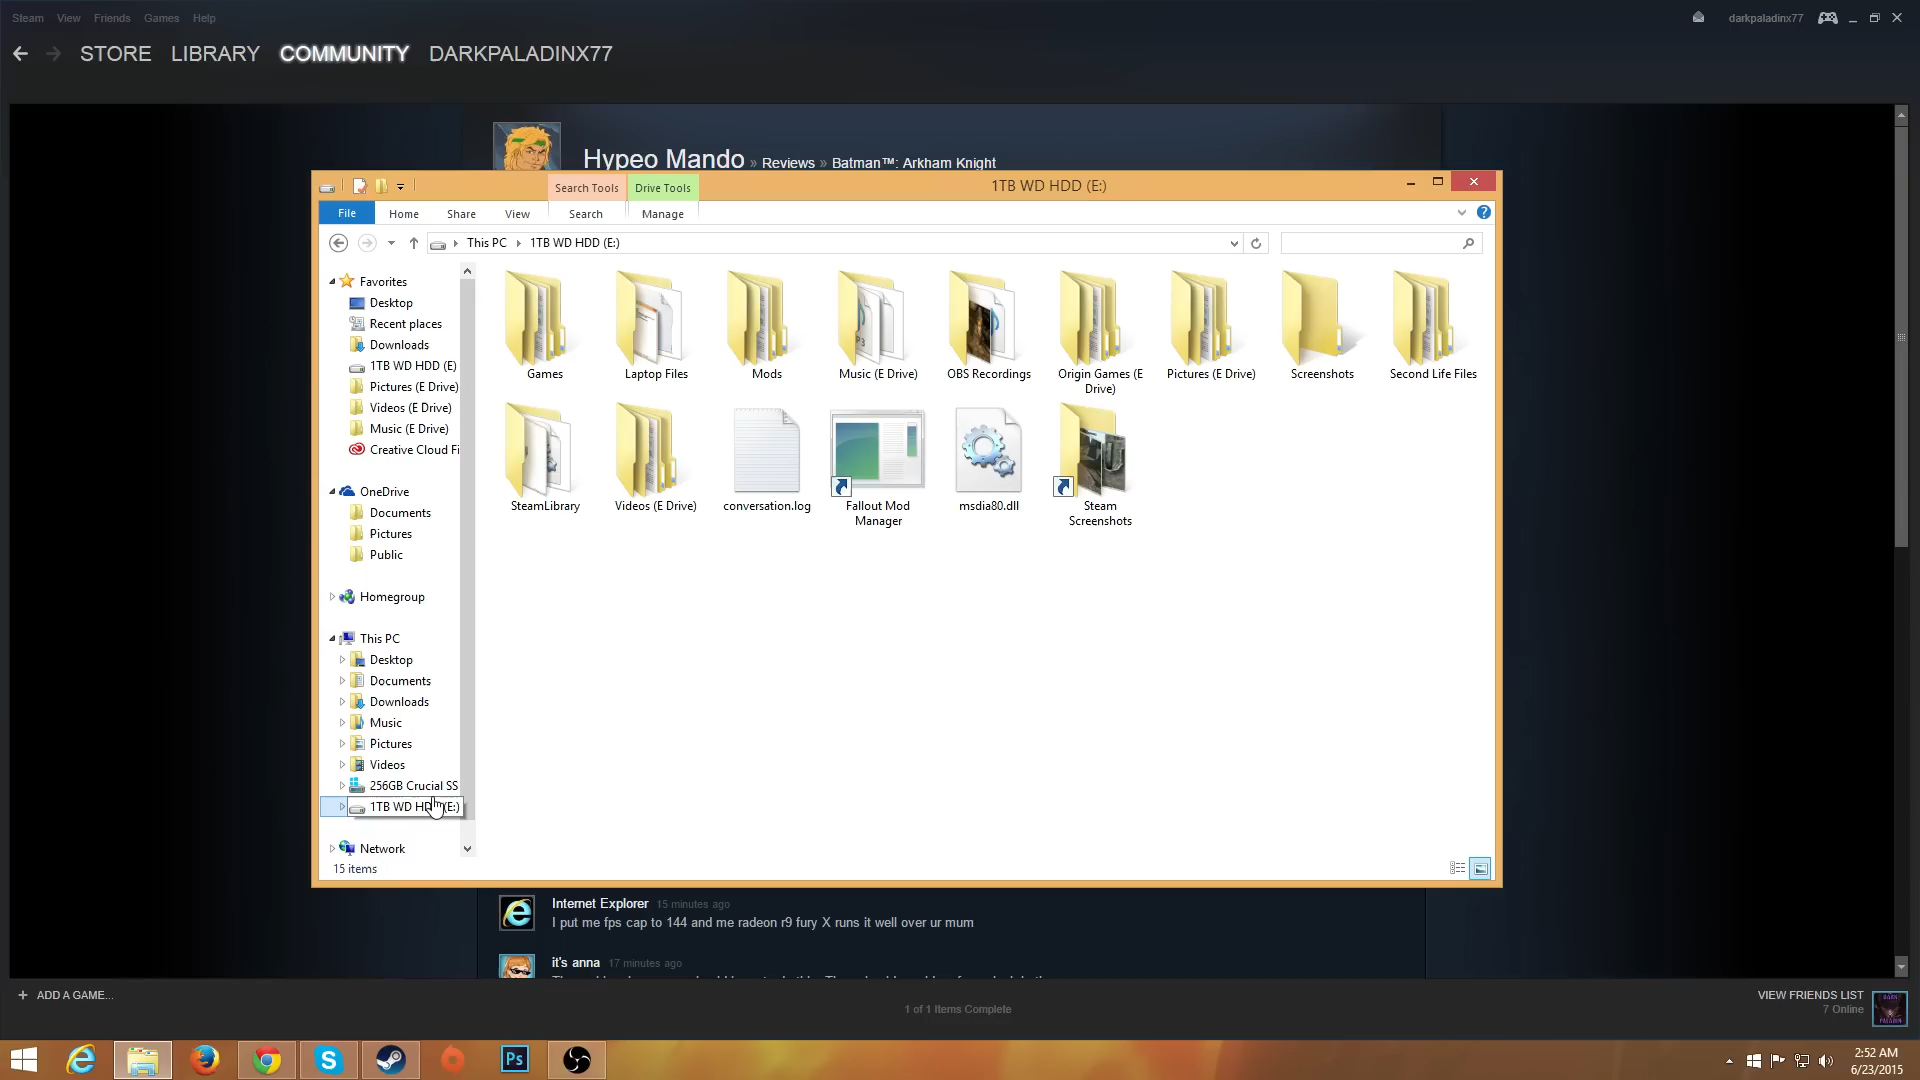 Steam View Friends Games Help
darkpaladinx77
STORE LIBRARY COMMUNITY DARKPALADINX77
Hypeo Mando » Reviews » Batman™: Arkham Knight
Search Tools Drive Tools
1TB WD HDD (E:)
File Home Share View Search Manage
This PC 1TB WD HDD (E:)
Favorites
Desktop
Recent places
Downloads
1TB WD HDD (E)
Pictures (E Drive)
Videos (E Drive)
Music (E Drive)
Creative Cloud Fi
OneDrive
Documents
Pictures
Public
Homegroup
This PC
Desktop
Documents
Downloads
Music
Pictures
Videos
256GB Crucial SS
1TB WD HDD (E:)
Network
15 items
Games
Laptop Files
Mods
Music (E Drive)
OBS Recordings
Origin Games (E
Drive)
Pictures (E Drive)
Screenshots
Second Life Files
SteamLibrary
Videos (E Drive)
conversation.log
Fallout Mod
Manager
msdia80.dll
Steam
Screenshots
Internet Explorer 15 minutes ago
I put me fps cap to 144 and me radeon r9 fury X runs it well over ur mum
it's anna 17 minutes ago
+ ADD A GAME...
1 of 1 Items Complete
VIEW FRIENDS LIST
7 Online
Ps
2:52 AM
6/23/2015